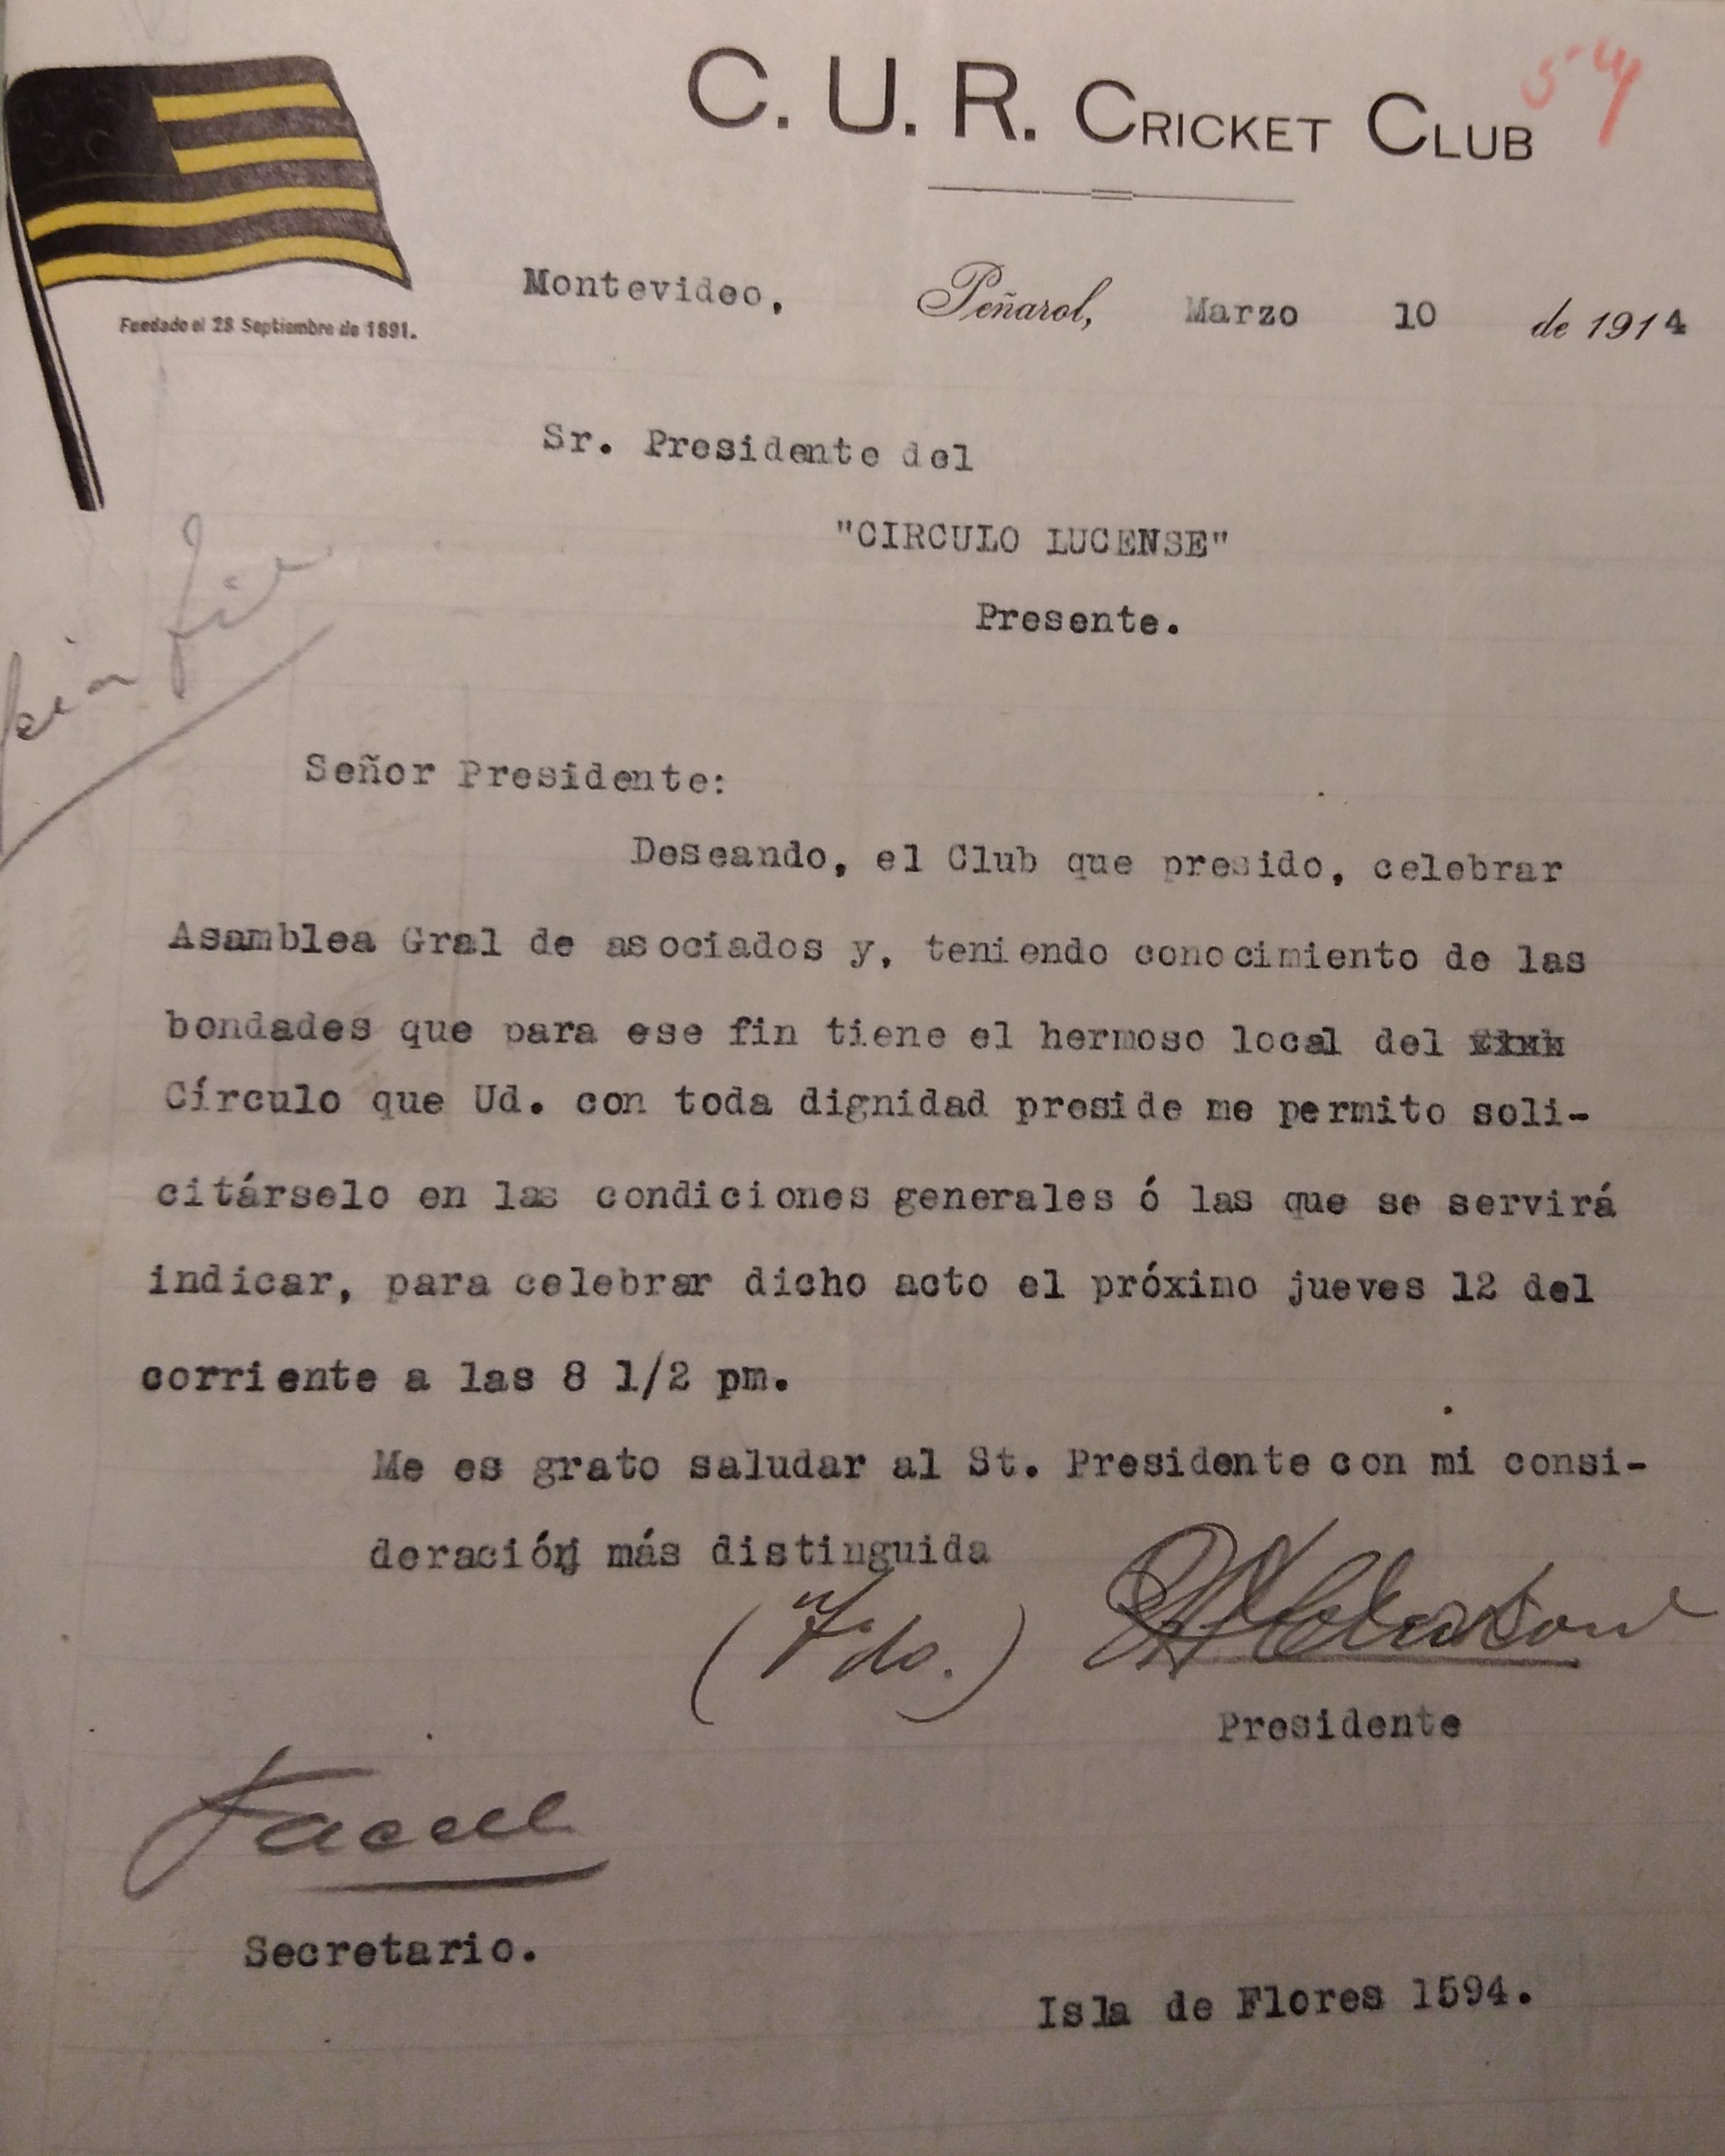 C. U. R. CRICKET CLUB
54
Fundado el 28 Septiembre de 1891.
Montevideo, Peñarol, Marzo 10 de 1914
Sr. Presidente del
"CIRCULO LUCENSE"
Presente.
Señor Presidente:
Deseando, el Club que presido, celebrar
Asamblea Gral de asociados y, teniendo conocimiento de las
bondades que para ese fin tiene el hermoso local del
Círculo que Ud. con toda dignidad preside me permito soli-
citárselo en las condiciones generales ó las que se servirá
indicar, para celebrar dicho acto el próximo jueves 12 del
corriente a las 8 1/2 pm.
Me es grato saludar al St. Presidente con mi consi-
deración más distinguida
(Fdo.)
Presidente
Secretario.
Isla de Flores 1594.